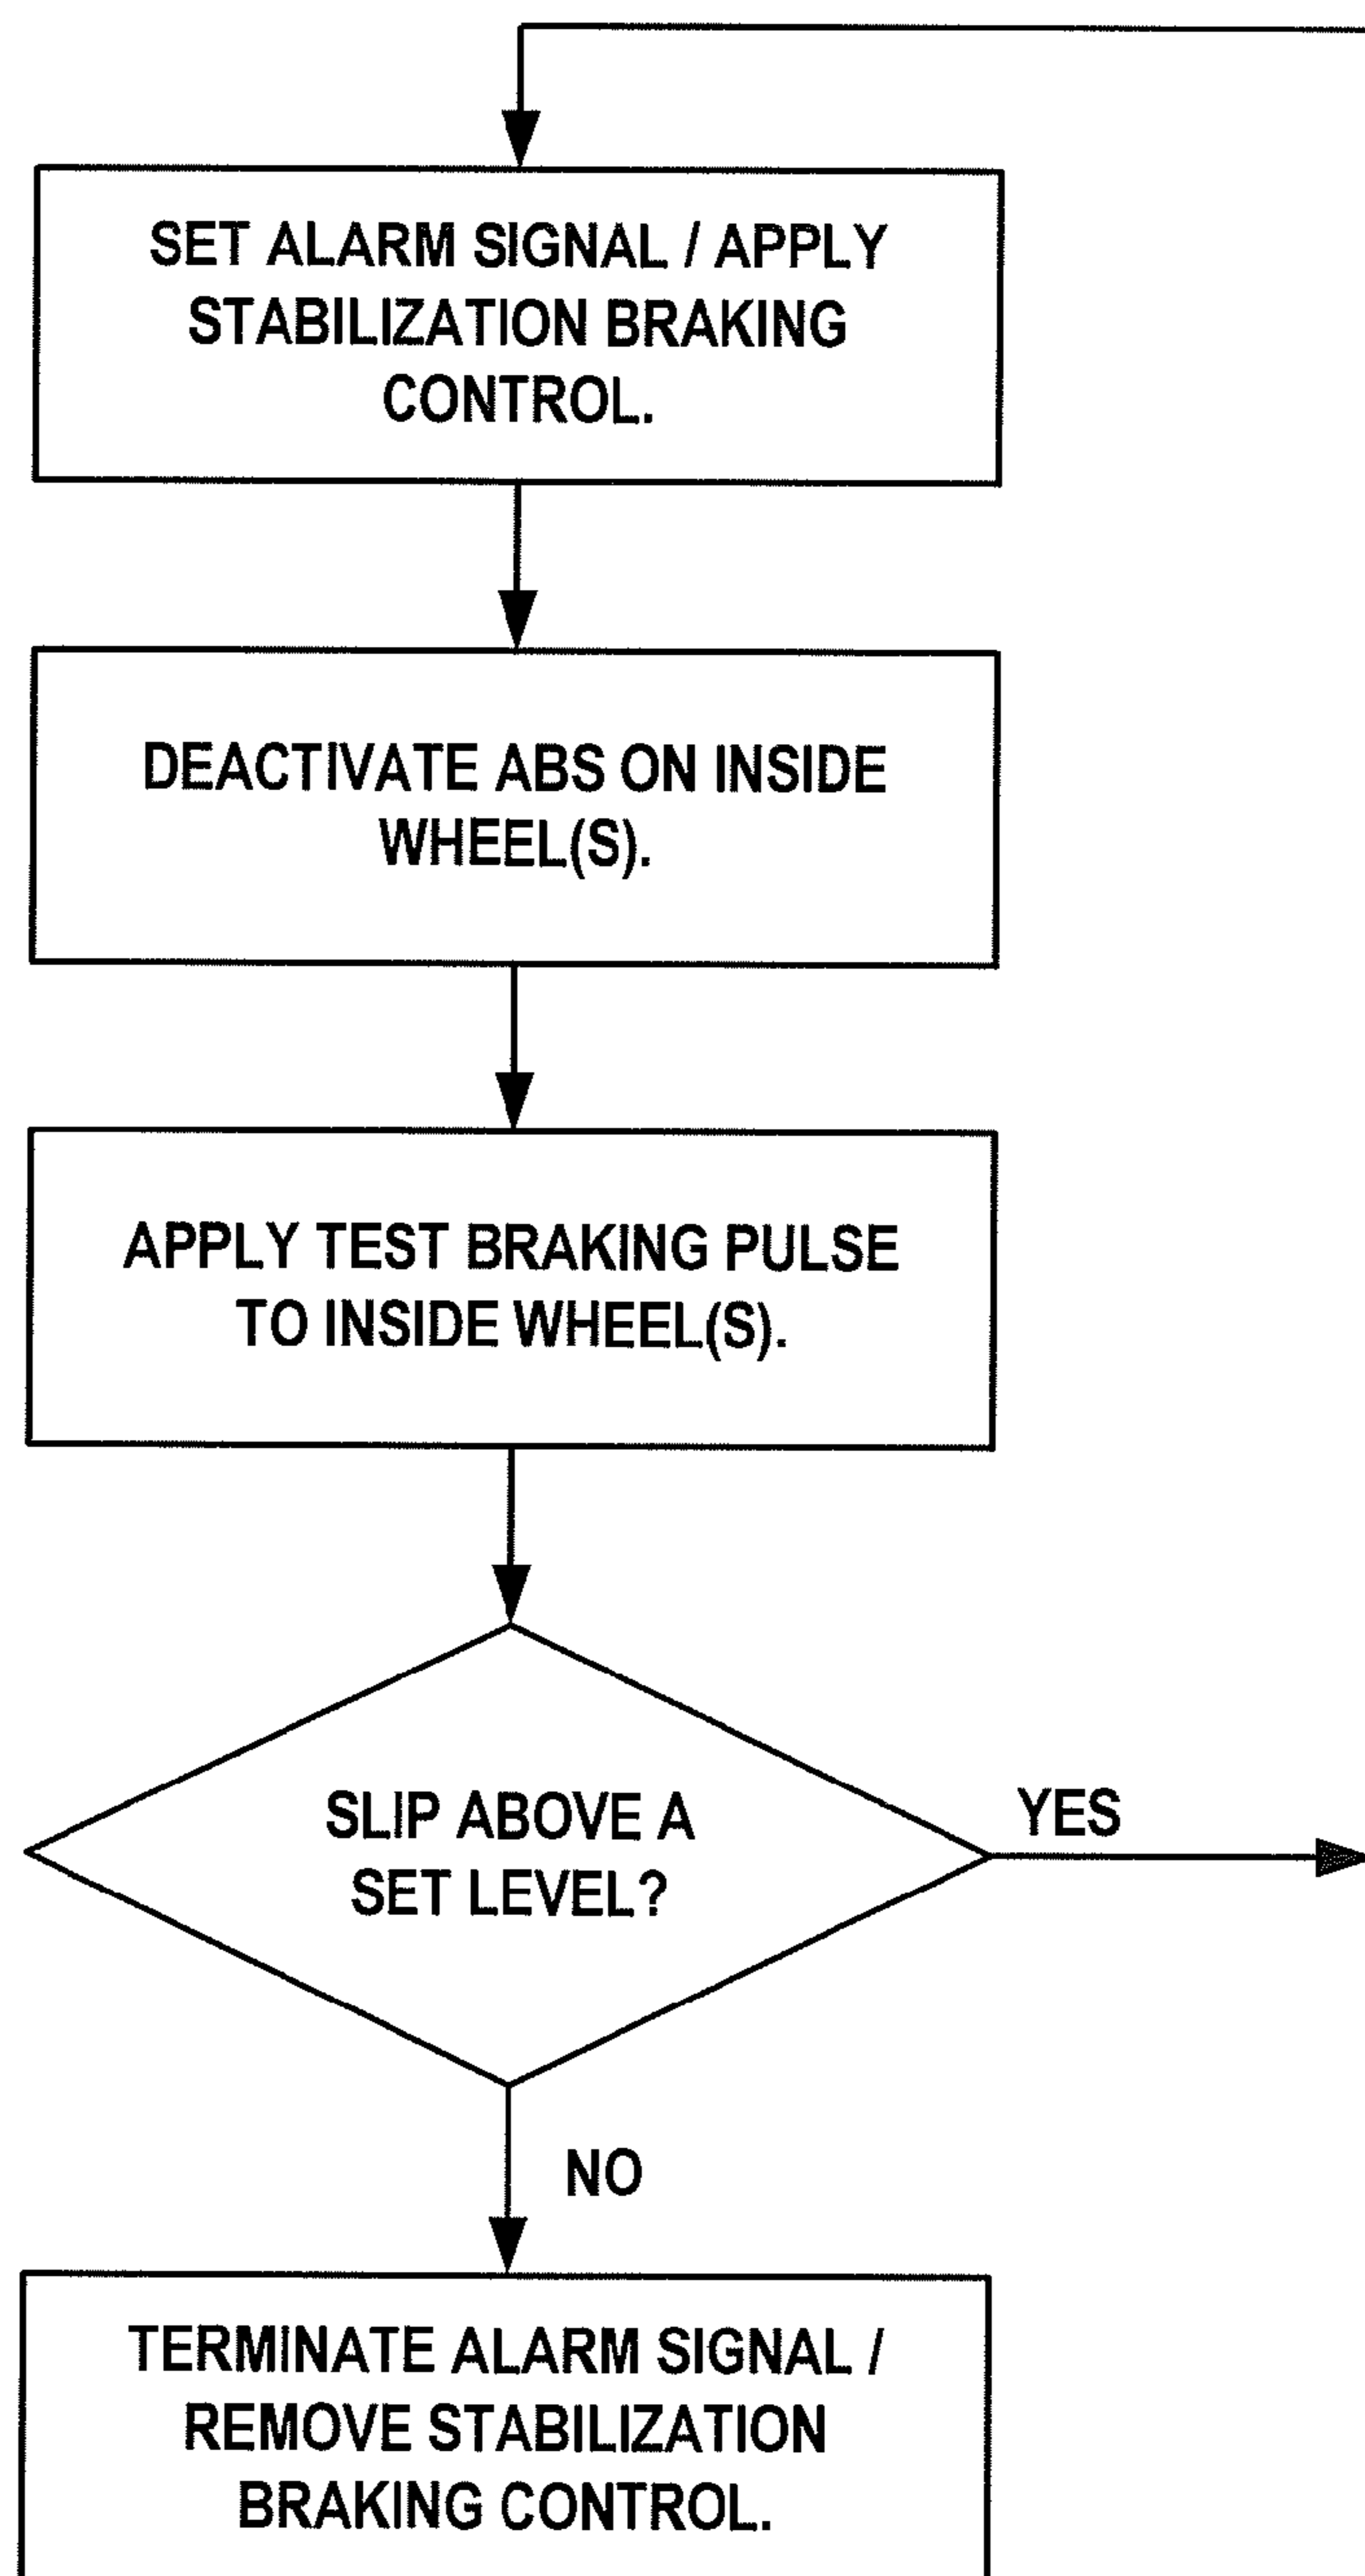 SET ALARM SIGNAL / APPLY
STABILIZATION BRAKING
CONTROL.
DEACTIVATE ABS ON INSIDE
WHEEL(S).
APPLY TEST BRAKING PULSE
TO INSIDE WHEEL(S).
SLIP ABOVE A
SET LEVEL?
YES
NO
TERMINATE ALARM SIGNAL /
REMOVE STABILIZATION
BRAKING CONTROL.